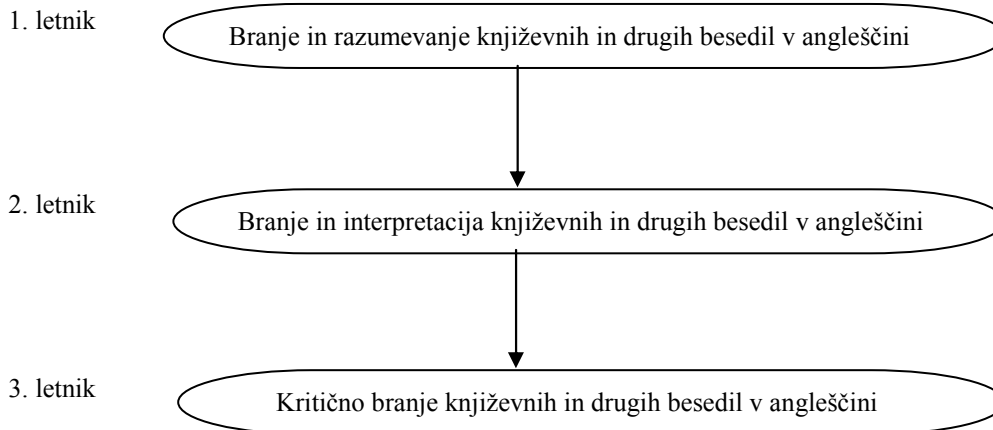 1. letnik
Branje in razumevanje književnih in drugih besedil v angleščini
2. letnik
Branje in interpretacija književnih in drugih besedil v angleščini
3. letnik
Kritično branje književnih in drugih besedil v angleščini